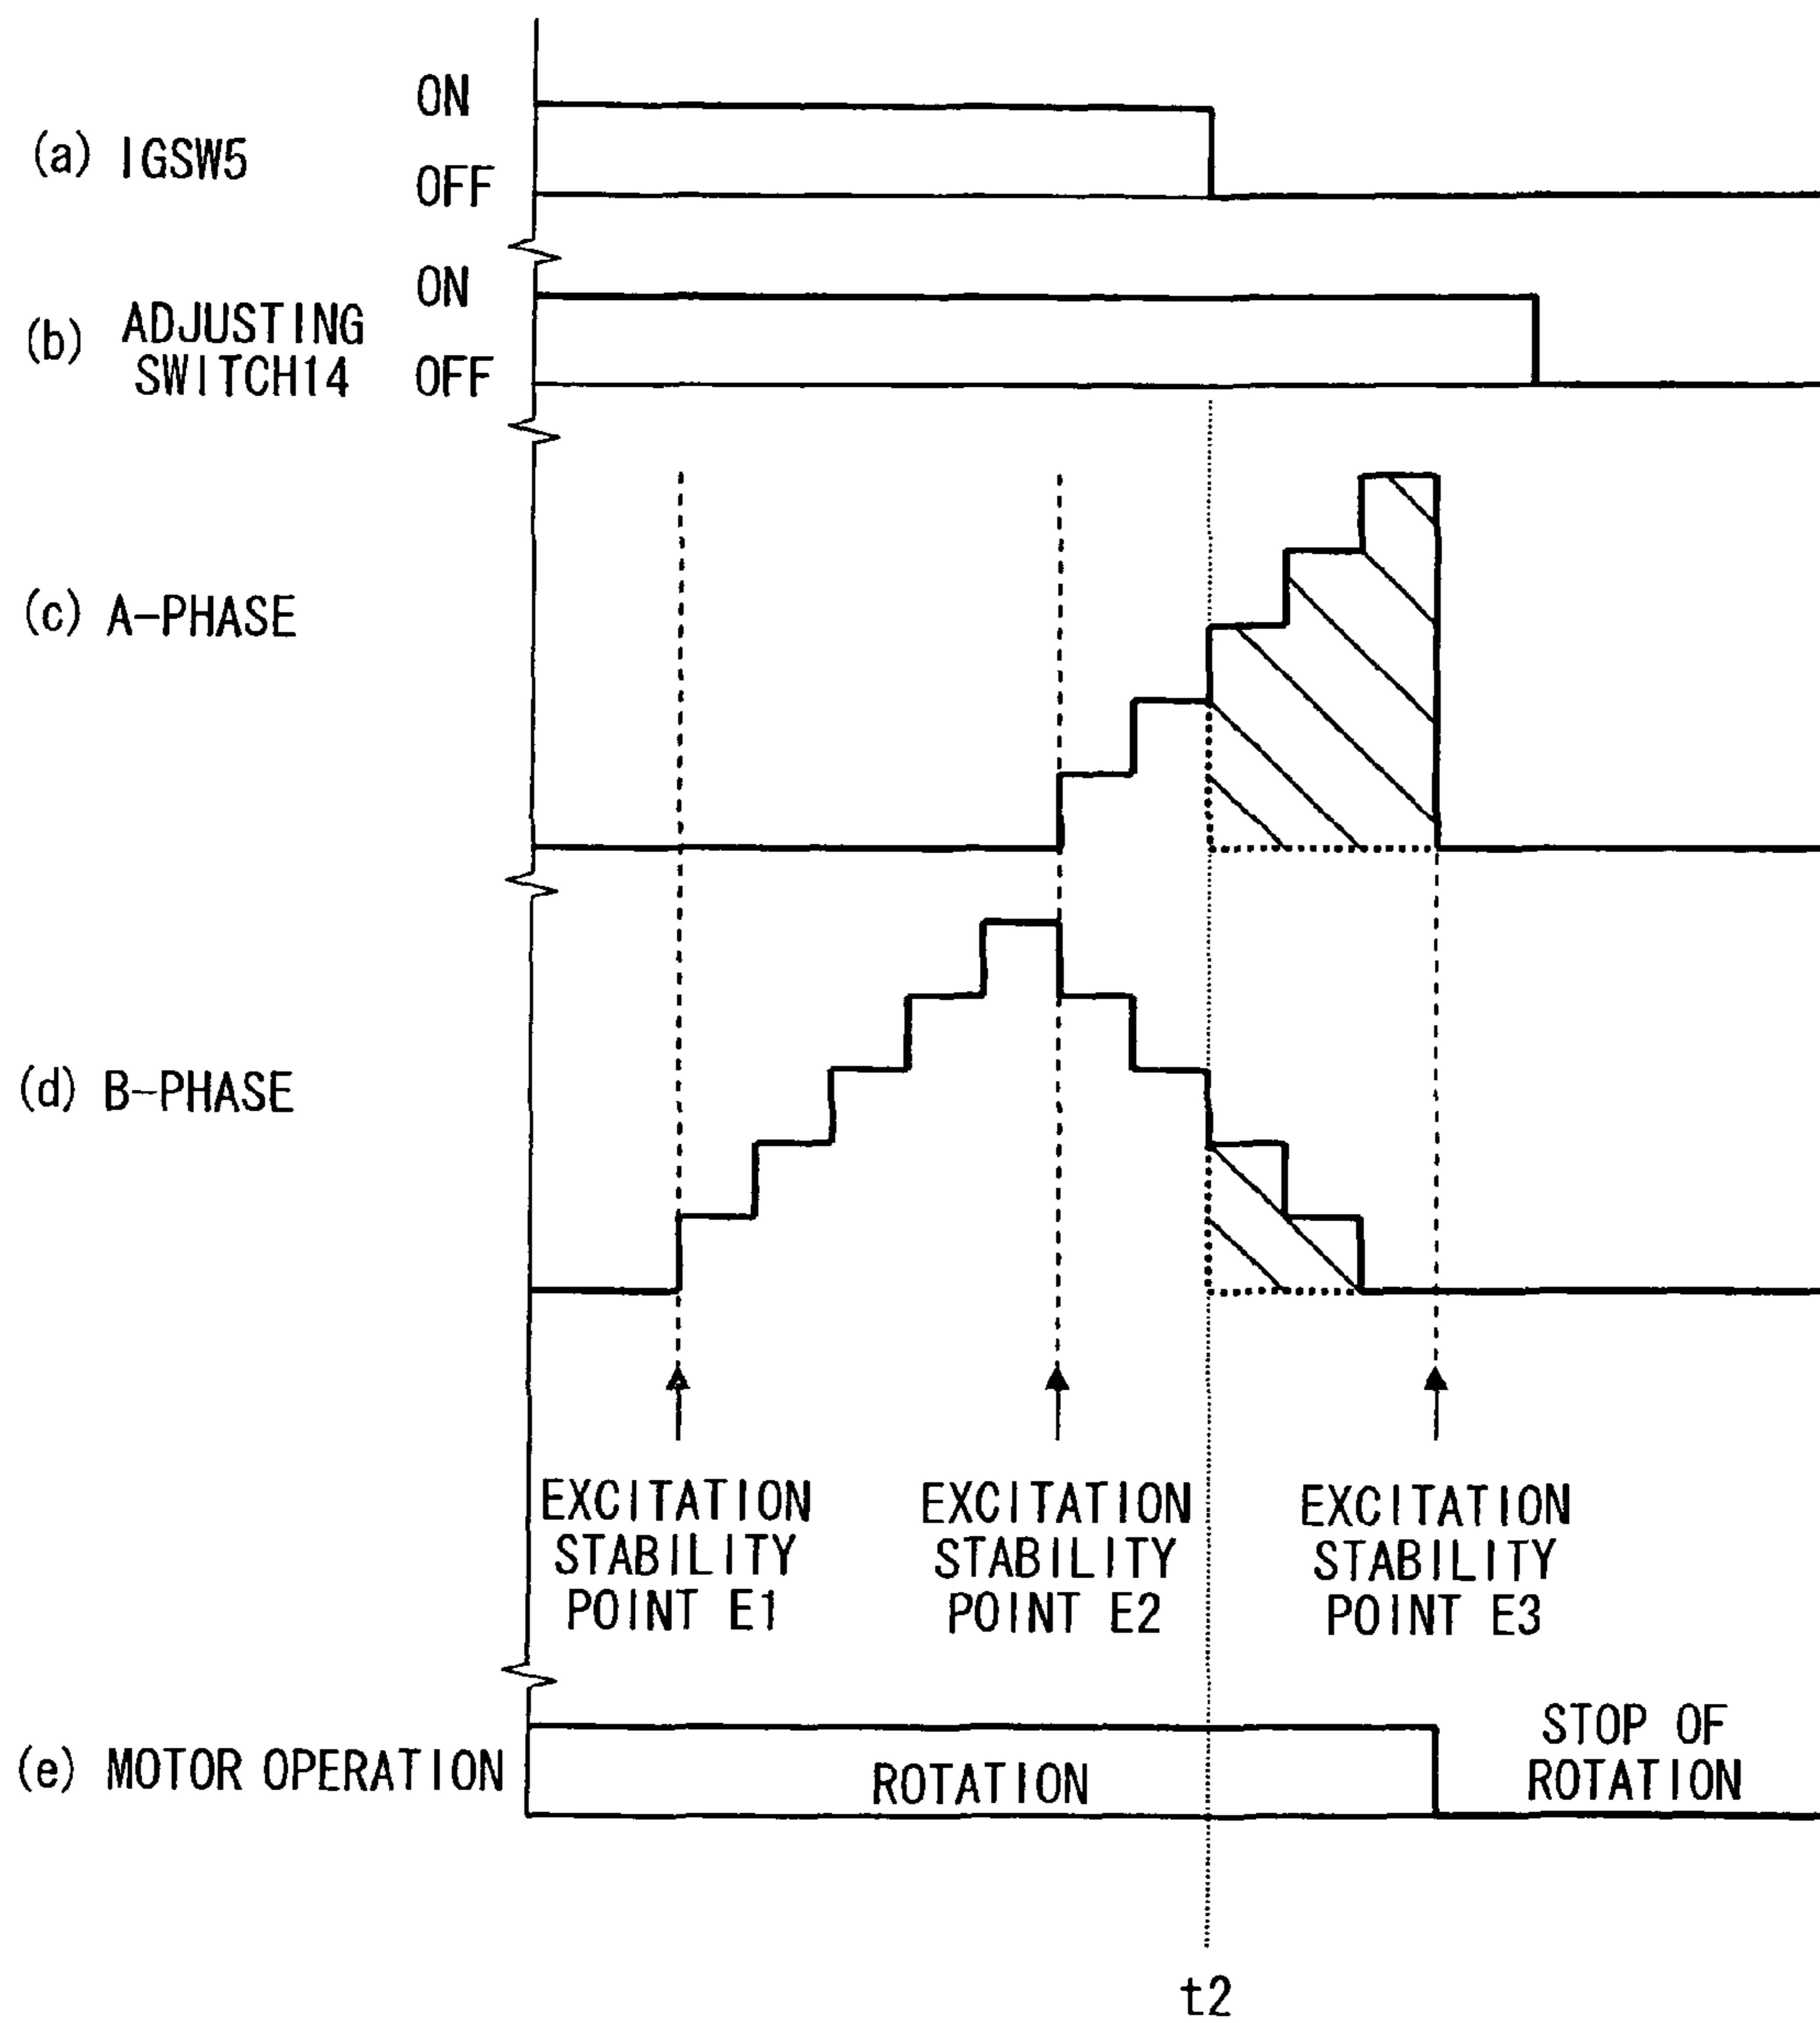 ON
(a) IGSW5
OFF
ON
(b) ADJUSTING
SWITCH14
OFF
(c) A-PHASE
(d) B-PHASE
EXCITATION
STABILITY
POINT E1
EXCITATION
STABILITY
POINT E2
EXCITATION
STABILITY
POINT E3
(e) MOTOR OPERATION
ROTATION
STOP OF
ROTATION
t2